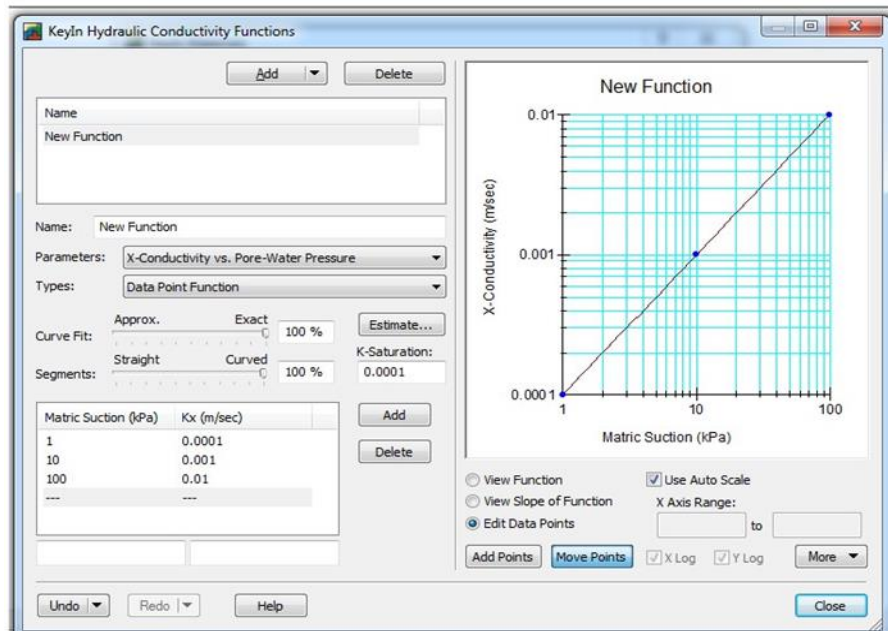 KeyIn Hydraulic Conductivity Functions
Add
Delete
Name
New Function
Name: New Function
Parameters: X-Conductivity vs. Pore-Water Pressure
Types: Data Point Function
Curve Fit: Approx. Exact 100 % Estimate...
Segments: Straight Curved 100 %
K-Saturation:
0.0001
Matric Suction (kPa) Kx (m/sec)
1 0.0001
10 0.001
100 0.01
--- ---
Add
Delete
New Function
X-Conductivity (m/sec)
0.01
0.001
0.0001
1 10 100
Matric Suction (kPa)
View Function
View Slope of Function
Edit Data Points
Use Auto Scale
X Axis Range:
to
Add Points Move Points X Log Y Log More
Undo Redo Help Close